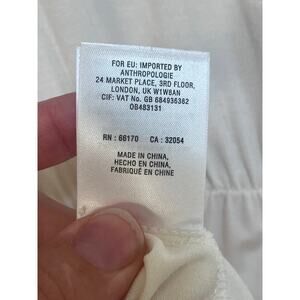 FOR EU: IMPORTED BY
ANTHROPOLOGIE
24 MARKET PLACE, 3RD FLOOR,
LONDON, UK W1W8AN
CIF: VAT No. GB 684936382
OB483131
RN : 66170 CA : 32054
MADE IN CHINA,
HECHO EN CHINA,
FABRIQUÉ EN CHINE